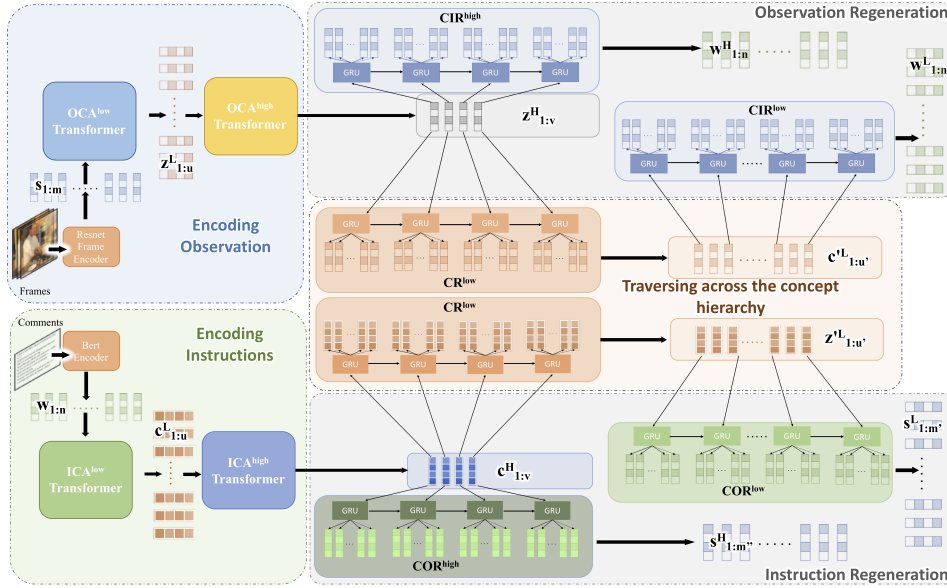 Observation Regeneration
CIR^high
GRU GRU GRU GRU
w^H_1:n
w^L_1:n
OCA^low
Transformer
OCA^high
Transformer
z^H_1:v
CIR^low
z^L_1:u
s_1:m
GRU GRU GRU GRU
Resnet
Frame
Encoder
Encoding
Observation
Frames
GRU GRU GRU GRU
c'^L_1:u'
CR^low
Traversing across the concept
hierarchy
CR^low
z'^L_1:u'
GRU GRU GRU GRU
Comments
Bert
Encoder
Encoding
Instructions
w_1:n
c^L_1:u
ICA^low
Transformer
ICA^high
Transformer
c^H_1:v
s^L_1:m'
GRU GRU GRU GRU
COR^low
GRU GRU GRU GRU
COR^high
s^H_1:m''
Instruction Regeneration